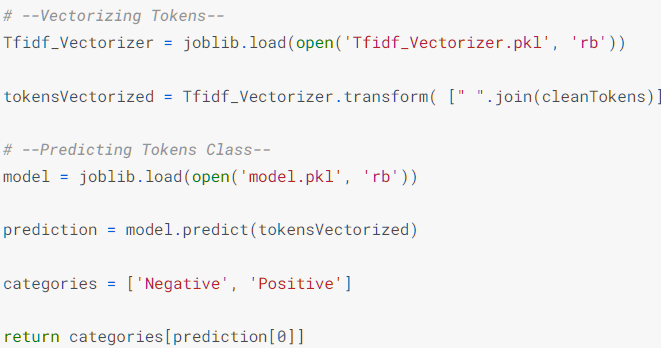 # --Vectorizing Tokens--
Tfidf_Vectorizer = joblib.load(open('Tfidf_Vectorizer.pkl', 'rb'))
tokensVectorized = Tfidf_Vectorizer.transform( [" ".join(cleanTokens)]
# --Predicting Tokens Class--
model = joblib.load(open('model.pkl', 'rb'))
prediction = model.predict(tokensVectorized)
categories = ['Negative', 'Positive']
return categories[prediction[0]]